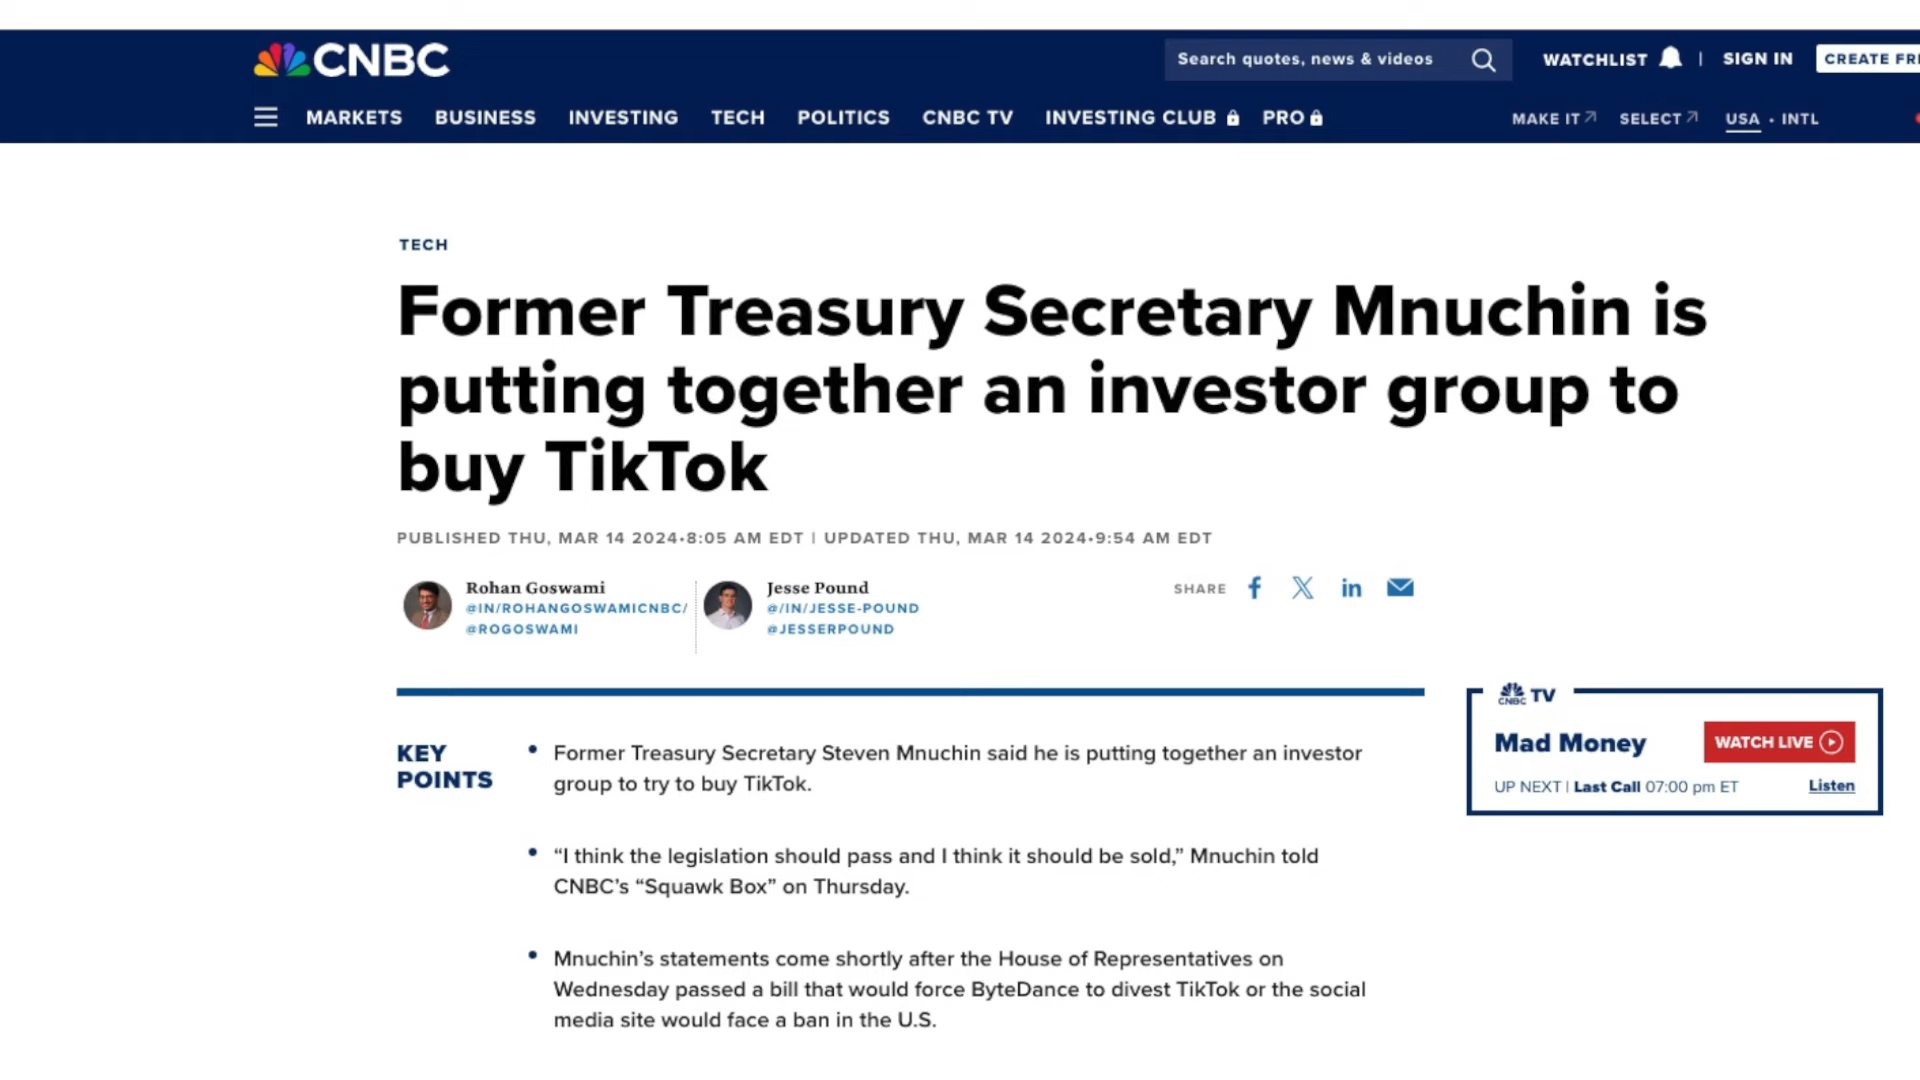 CNBC
Search quotes, news & videos
WATCHLIST | SIGN IN
CREATE
MARKETS BUSINESS INVESTING TECH POLITICS CNBC TV INVESTING CLUB PRO
MAKE IT SELECT USA • INTL
TECH
Former Treasury Secretary Mnuchin is
putting together an investor group to
buy TikTok
PUBLISHED THU, MAR 14 2024•8:05 AM EDT | UPDATED THU, MAR 14 2024•9:54 AM EDT
Rohan Goswami
@IN/ROHANGOSWAMICNBC/
@ROGOSWAMI
Jesse Pound
@/IN/JESSE-POUND
@JESSERPOUND
SHARE
KEY
POINTS
• Former Treasury Secretary Steven Mnuchin said he is putting together an investor
group to try to buy TikTok.
• “I think the legislation should pass and I think it should be sold,” Mnuchin told
CNBC’s “Squawk Box” on Thursday.
• Mnuchin’s statements come shortly after the House of Representatives on
Wednesday passed a bill that would force ByteDance to divest TikTok or the social
media site would face a ban in the U.S.
CNBC TV
Mad Money
WATCH LIVE
UP NEXT | Last Call 07:00 pm ET
Listen